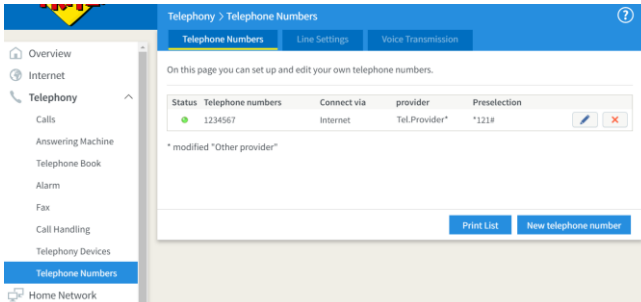 Telephony > Telephone Numbers
?
Telephone Numbers Line Settings Voice Transmission
Overview
Internet
Telephony
Calls
Answering Machine
Telephone Book
Alarm
Fax
Call Handling
Telephony Devices
Telephone Numbers
Home Network
On this page you can set up and edit your own telephone numbers.
Status Telephone numbers Connect via provider Preselection
1234567 Internet Tel.Provider* *121#
* modified "Other provider"
Print List New telephone number